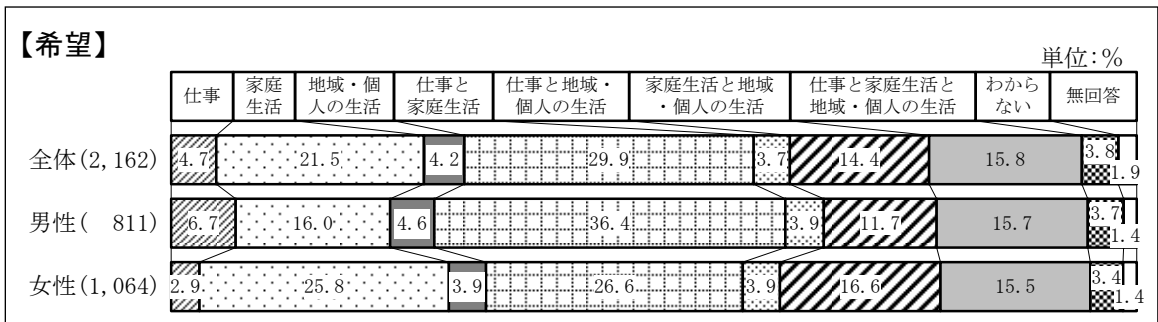 【希望】
単位:%
仕事 家庭生活 地域・個人の生活 仕事と家庭生活 仕事と地域・個人の生活 家庭生活と地域・個人の生活 仕事と家庭生活と地域・個人の生活 わからない 無回答
全体(2,162) 4.7 21.5 4.2 29.9 3.7 14.4 15.8 3.8 1.9
男性( 811) 6.7 16.0 4.6 36.4 3.9 11.7 15.7 3.7 1.4
女性(1,064) 2.9 25.8 3.9 26.6 3.9 16.6 15.5 3.4 1.4